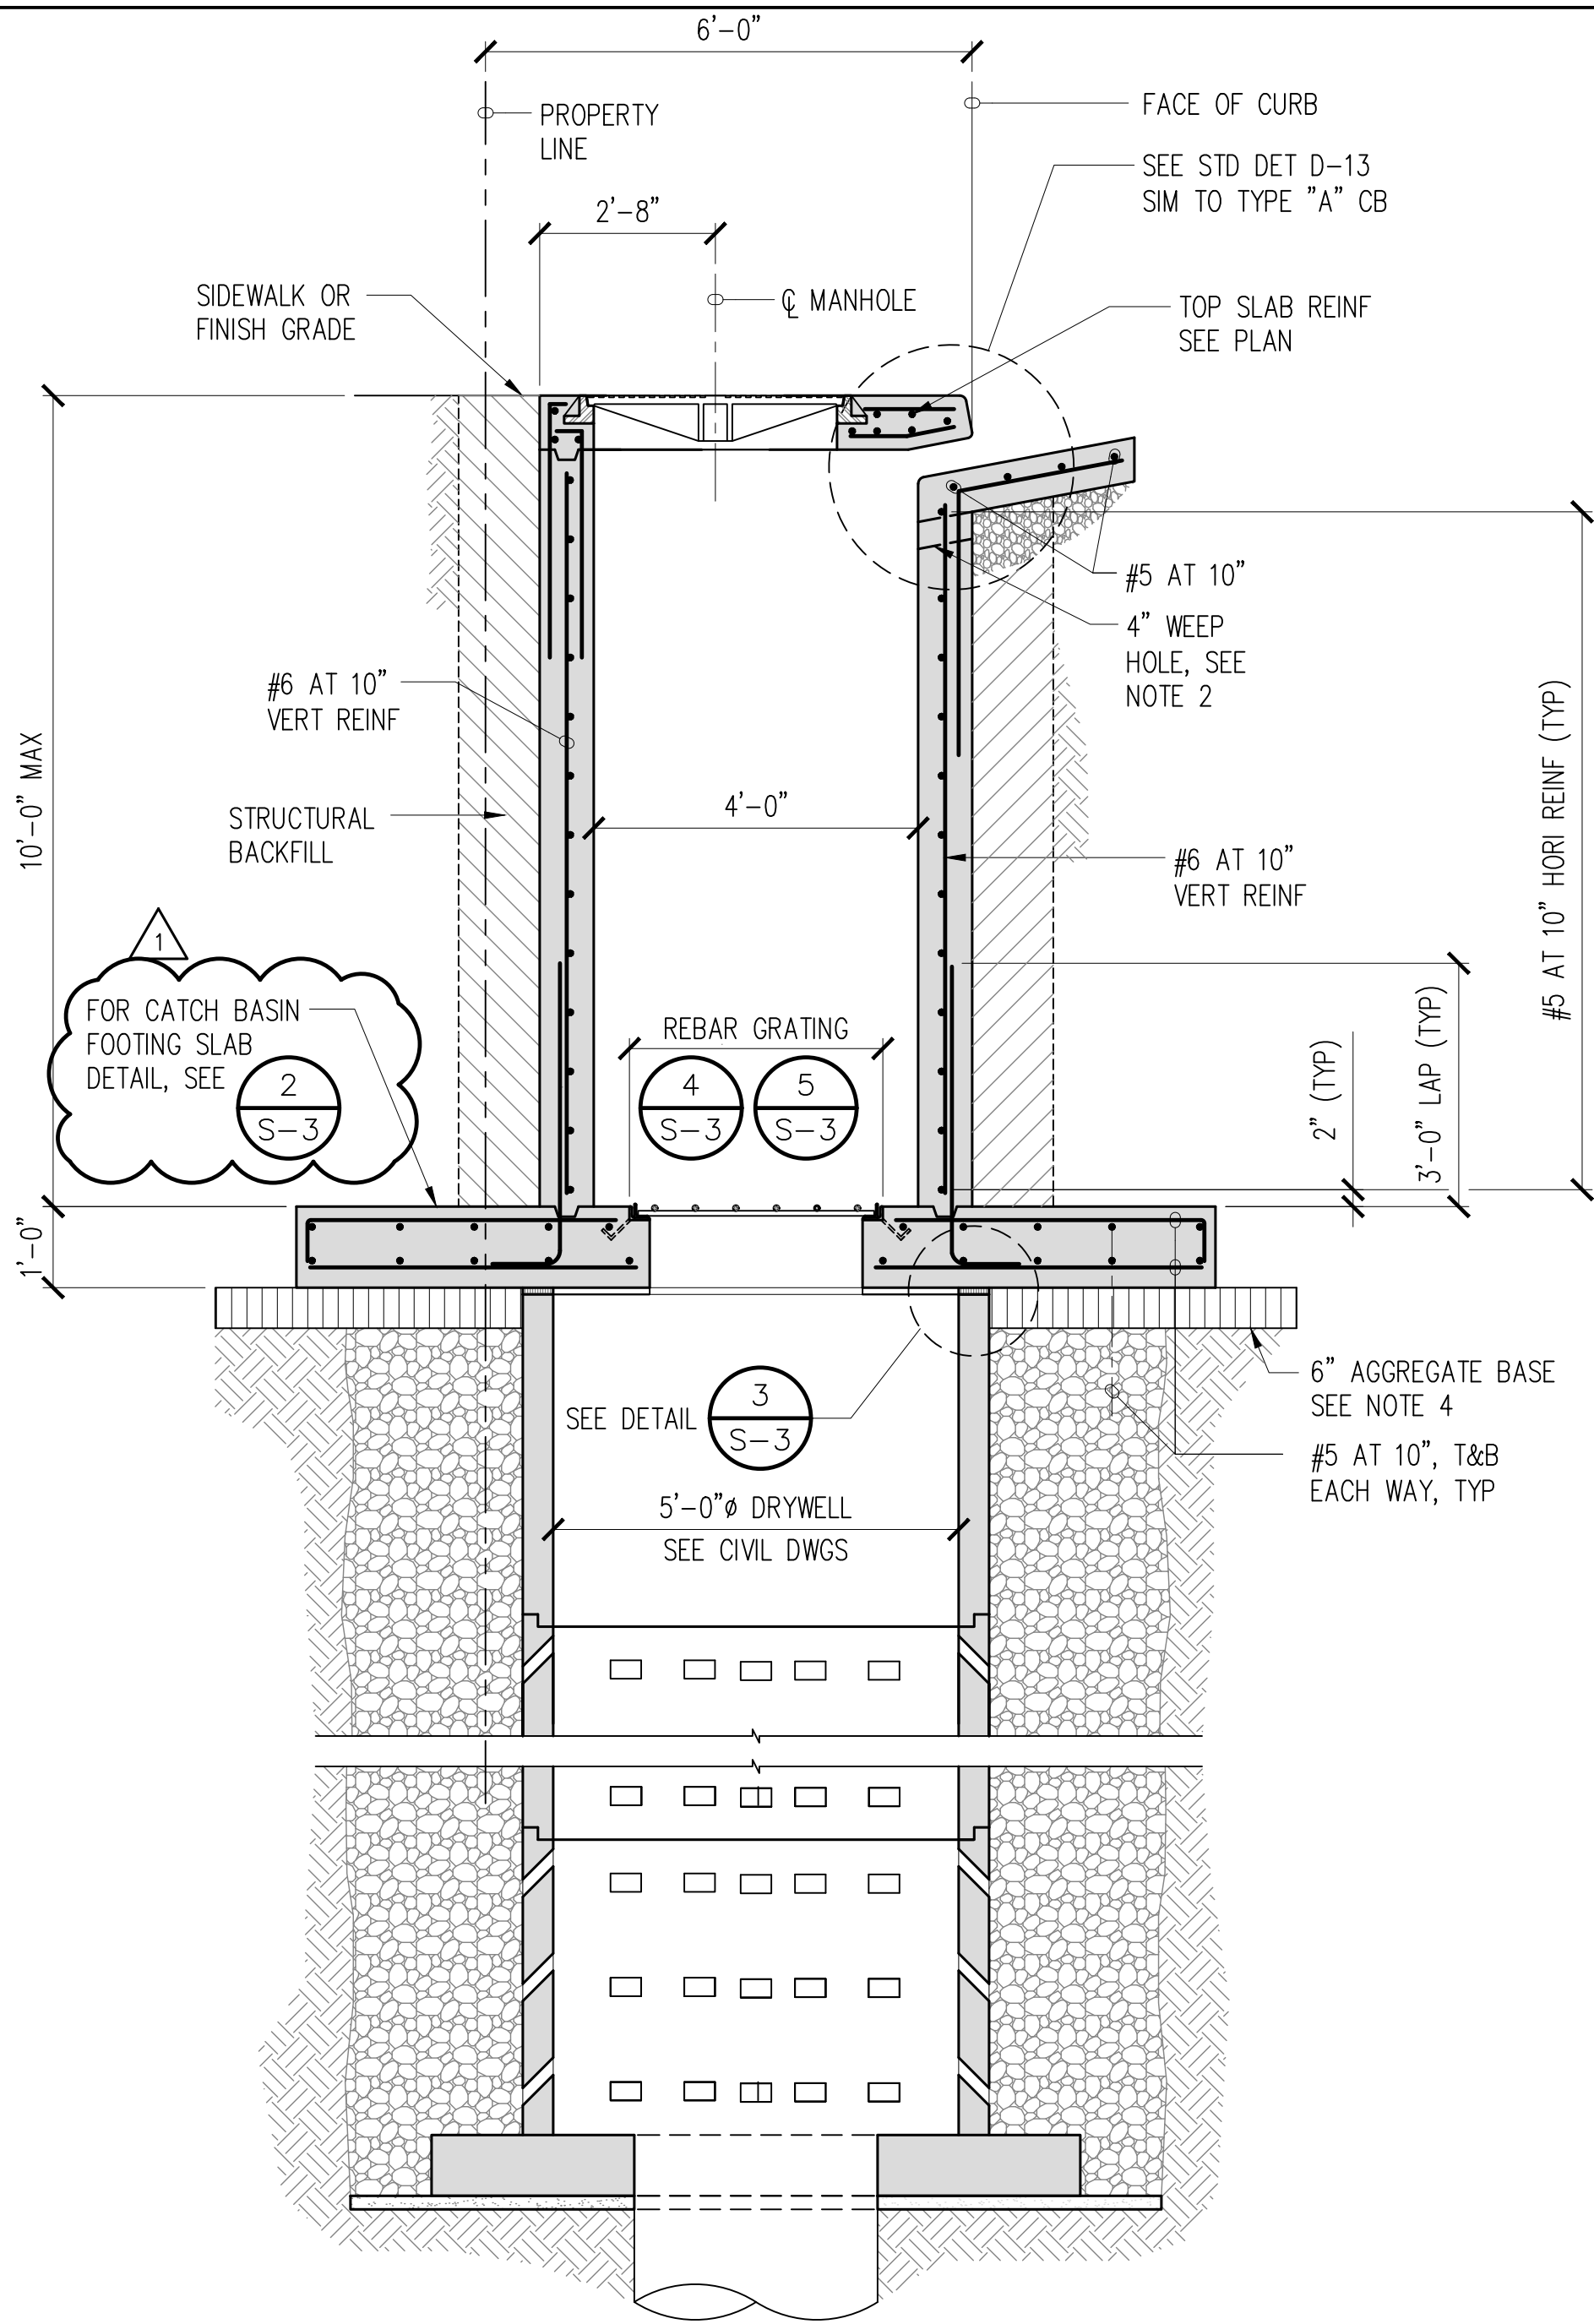 6'-0"
PROPERTY
LINE
FACE OF CURB
SEE STD DET D-13
SIM TO TYPE "A" CB
2'-8"
SIDEWALK OR
FINISH GRADE
℄ MANHOLE
TOP SLAB REINF
SEE PLAN
#5 AT 10"
4" WEEP
HOLE, SEE
NOTE 2
#6 AT 10"
VERT REINF
10'-0" MAX
STRUCTURAL
BACKFILL
4'-0"
#6 AT 10"
VERT REINF
#5 AT 10" HORI REINF (TYP)
1
FOR CATCH BASIN
FOOTING SLAB
DETAIL, SEE
2
S-3
REBAR GRATING
4
S-3
5
S-3
2" (TYP)
3'-0" LAP (TYP)
1'-0"
SEE DETAIL
3
S-3
6" AGGREGATE BASE
SEE NOTE 4
#5 AT 10", T&B
EACH WAY, TYP
5'-0"ø DRYWELL
SEE CIVIL DWGS